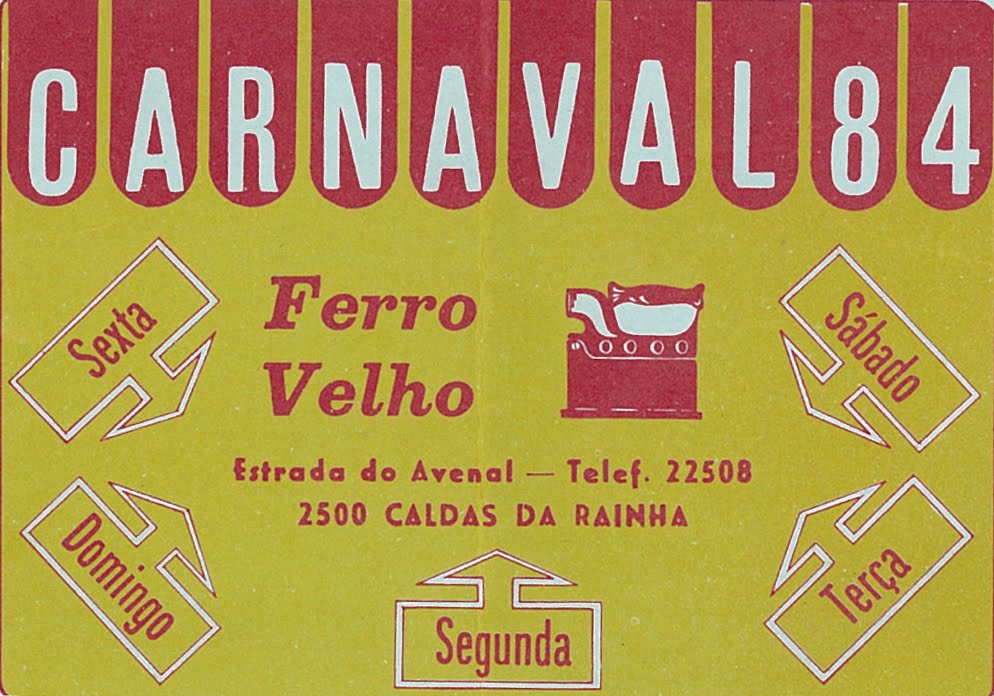 CARNAVAL 84
Ferro
Velho
Sexta
Sábado
Estrada do Avenal — Telef. 22508
2500 CALDAS DA RAINHA
Domingo
Segunda
Terça